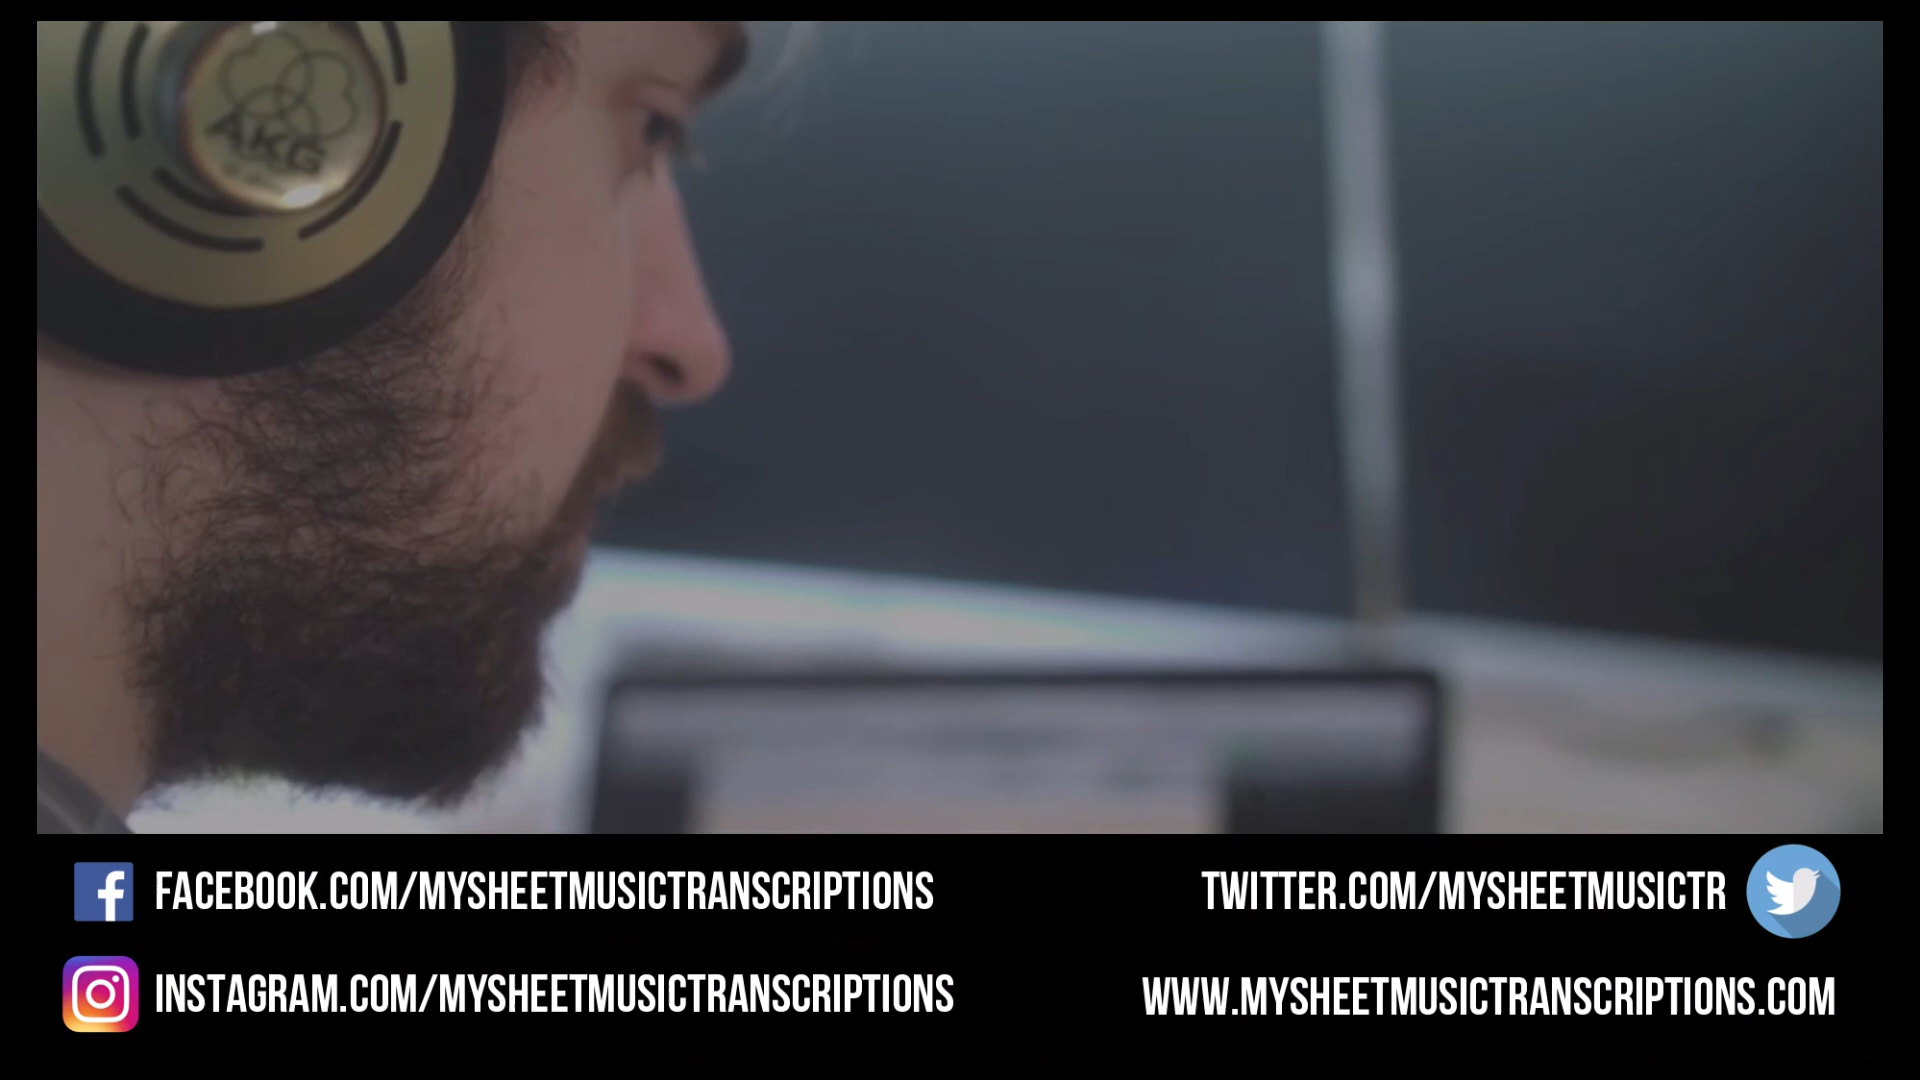 AKG
FACEBOOK.COM/MYSHEETMUSICTRANSCRIPTIONS
TWITTER.COM/MYSHEETMUSICTR
INSTAGRAM.COM/MYSHEETMUSICTRANSCRIPTIONS
WWW.MYSHEETMUSICTRANSCRIPTIONS.COM